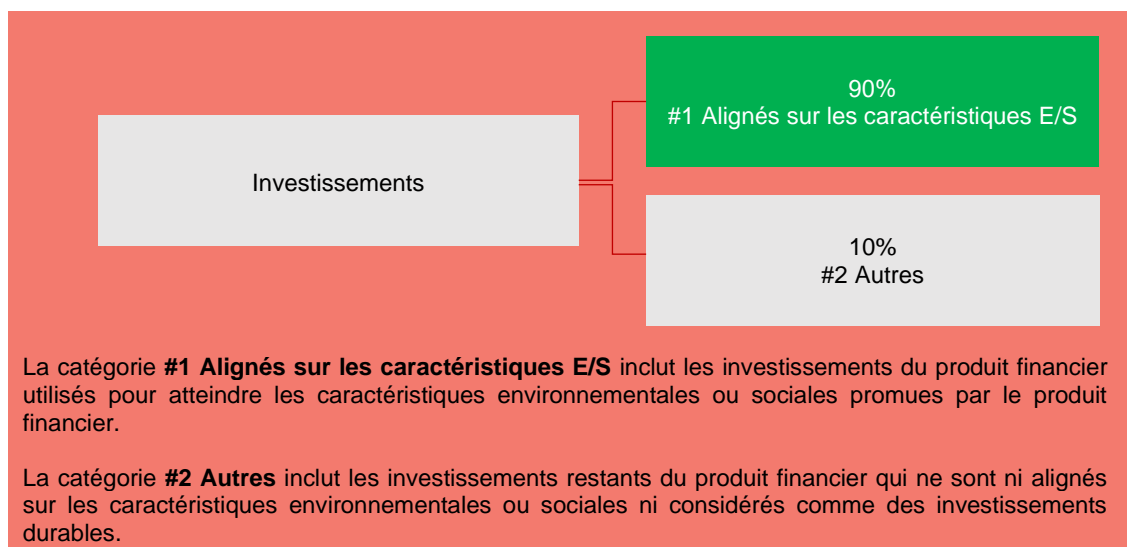 90%
#1 Alignés sur les caractéristiques E/S
Investissements
10%
#2 Autres
La catégorie #1 Alignés sur les caractéristiques E/S inclut les investissements du produit financier
utilisés pour atteindre les caractéristiques environnementales ou sociales promues par le produit
financier.
La catégorie #2 Autres inclut les investissements restants du produit financier qui ne sont ni alignés
sur les caractéristiques environnementales ou sociales ni considérés comme des investissements
durables.